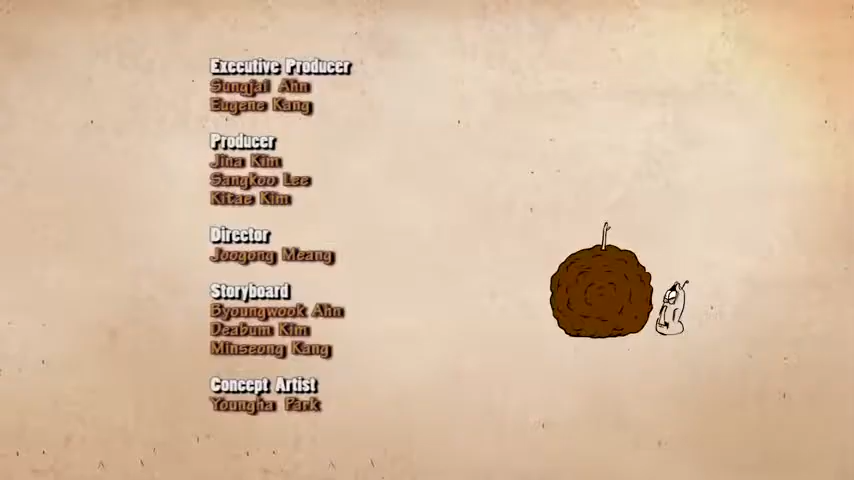 Executive Producer
Sungjai Ahn
Eugene Kang
Producer
Jina Kim
Sangkoo Lee
Kitae Kim
Director
Joogong Meang
Storyboard
Byoungwook Ahn
Deabum Kim
Minseong Kang
Concept Artist
Youngha Park